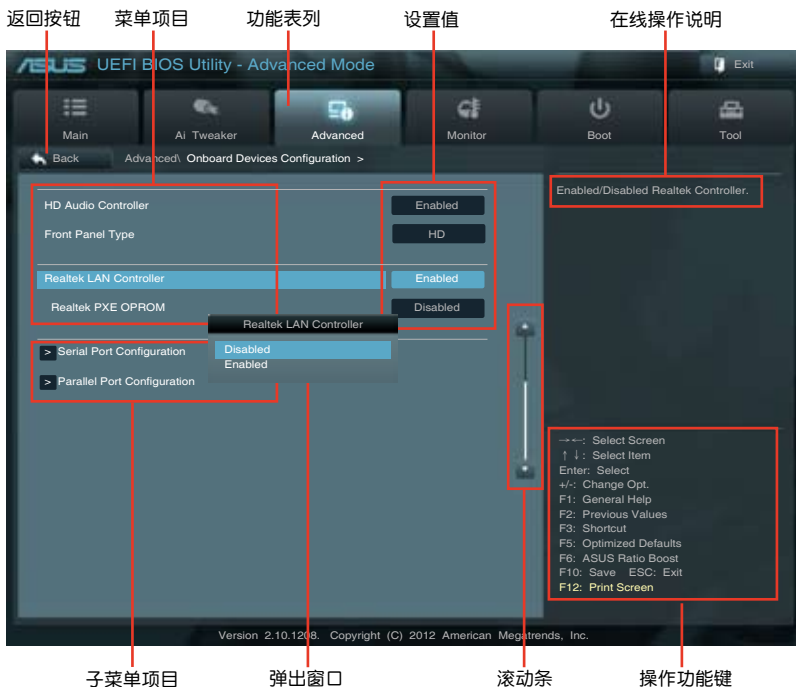 返回按钮 菜单项目 功能表列 设置值 在线操作说明
ASUS UEFI BIOS Utility - Advanced Mode Exit
Main Ai Tweaker Advanced Monitor Boot Tool
Back Advanced\ Onboard Devices Configuration >
Enabled/Disabled Realtek Controller.
HD Audio Controller Enabled
Front Panel Type HD
Realtek LAN Controller Enabled
Realtek PXE OPROM Disabled
Realtek LAN Controller
Disabled
Enabled
> Serial Port Configuration
> Parallel Port Configuration
→←: Select Screen
↑↓: Select Item
Enter: Select
+/-: Change Opt.
F1: General Help
F2: Previous Values
F3: Shortcut
F5: Optimized Defaults
F6: ASUS Ratio Boost
F10: Save ESC: Exit
F12: Print Screen
Version 2.10.1208. Copyright (C) 2012 American Megatrends, Inc.
子菜单项目 弹出窗口 滚动条 操作功能键